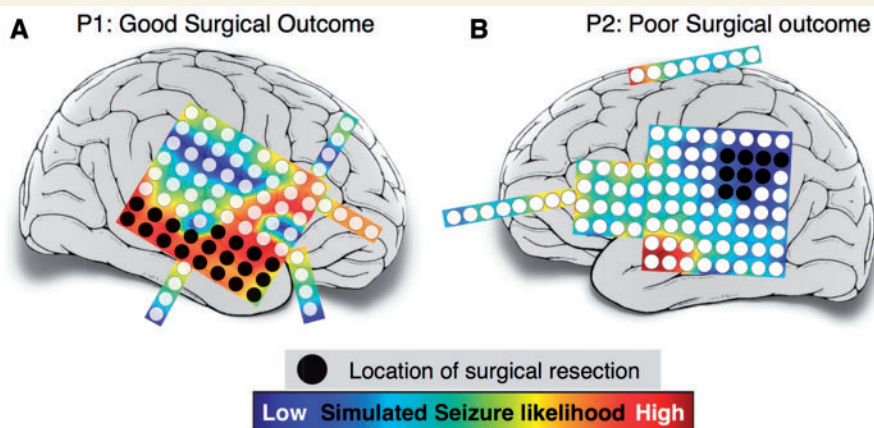 A P1: Good Surgical Outcome
B P2: Poor Surgical outcome
Location of surgical resection
Low Simulated Seizure likelihood High